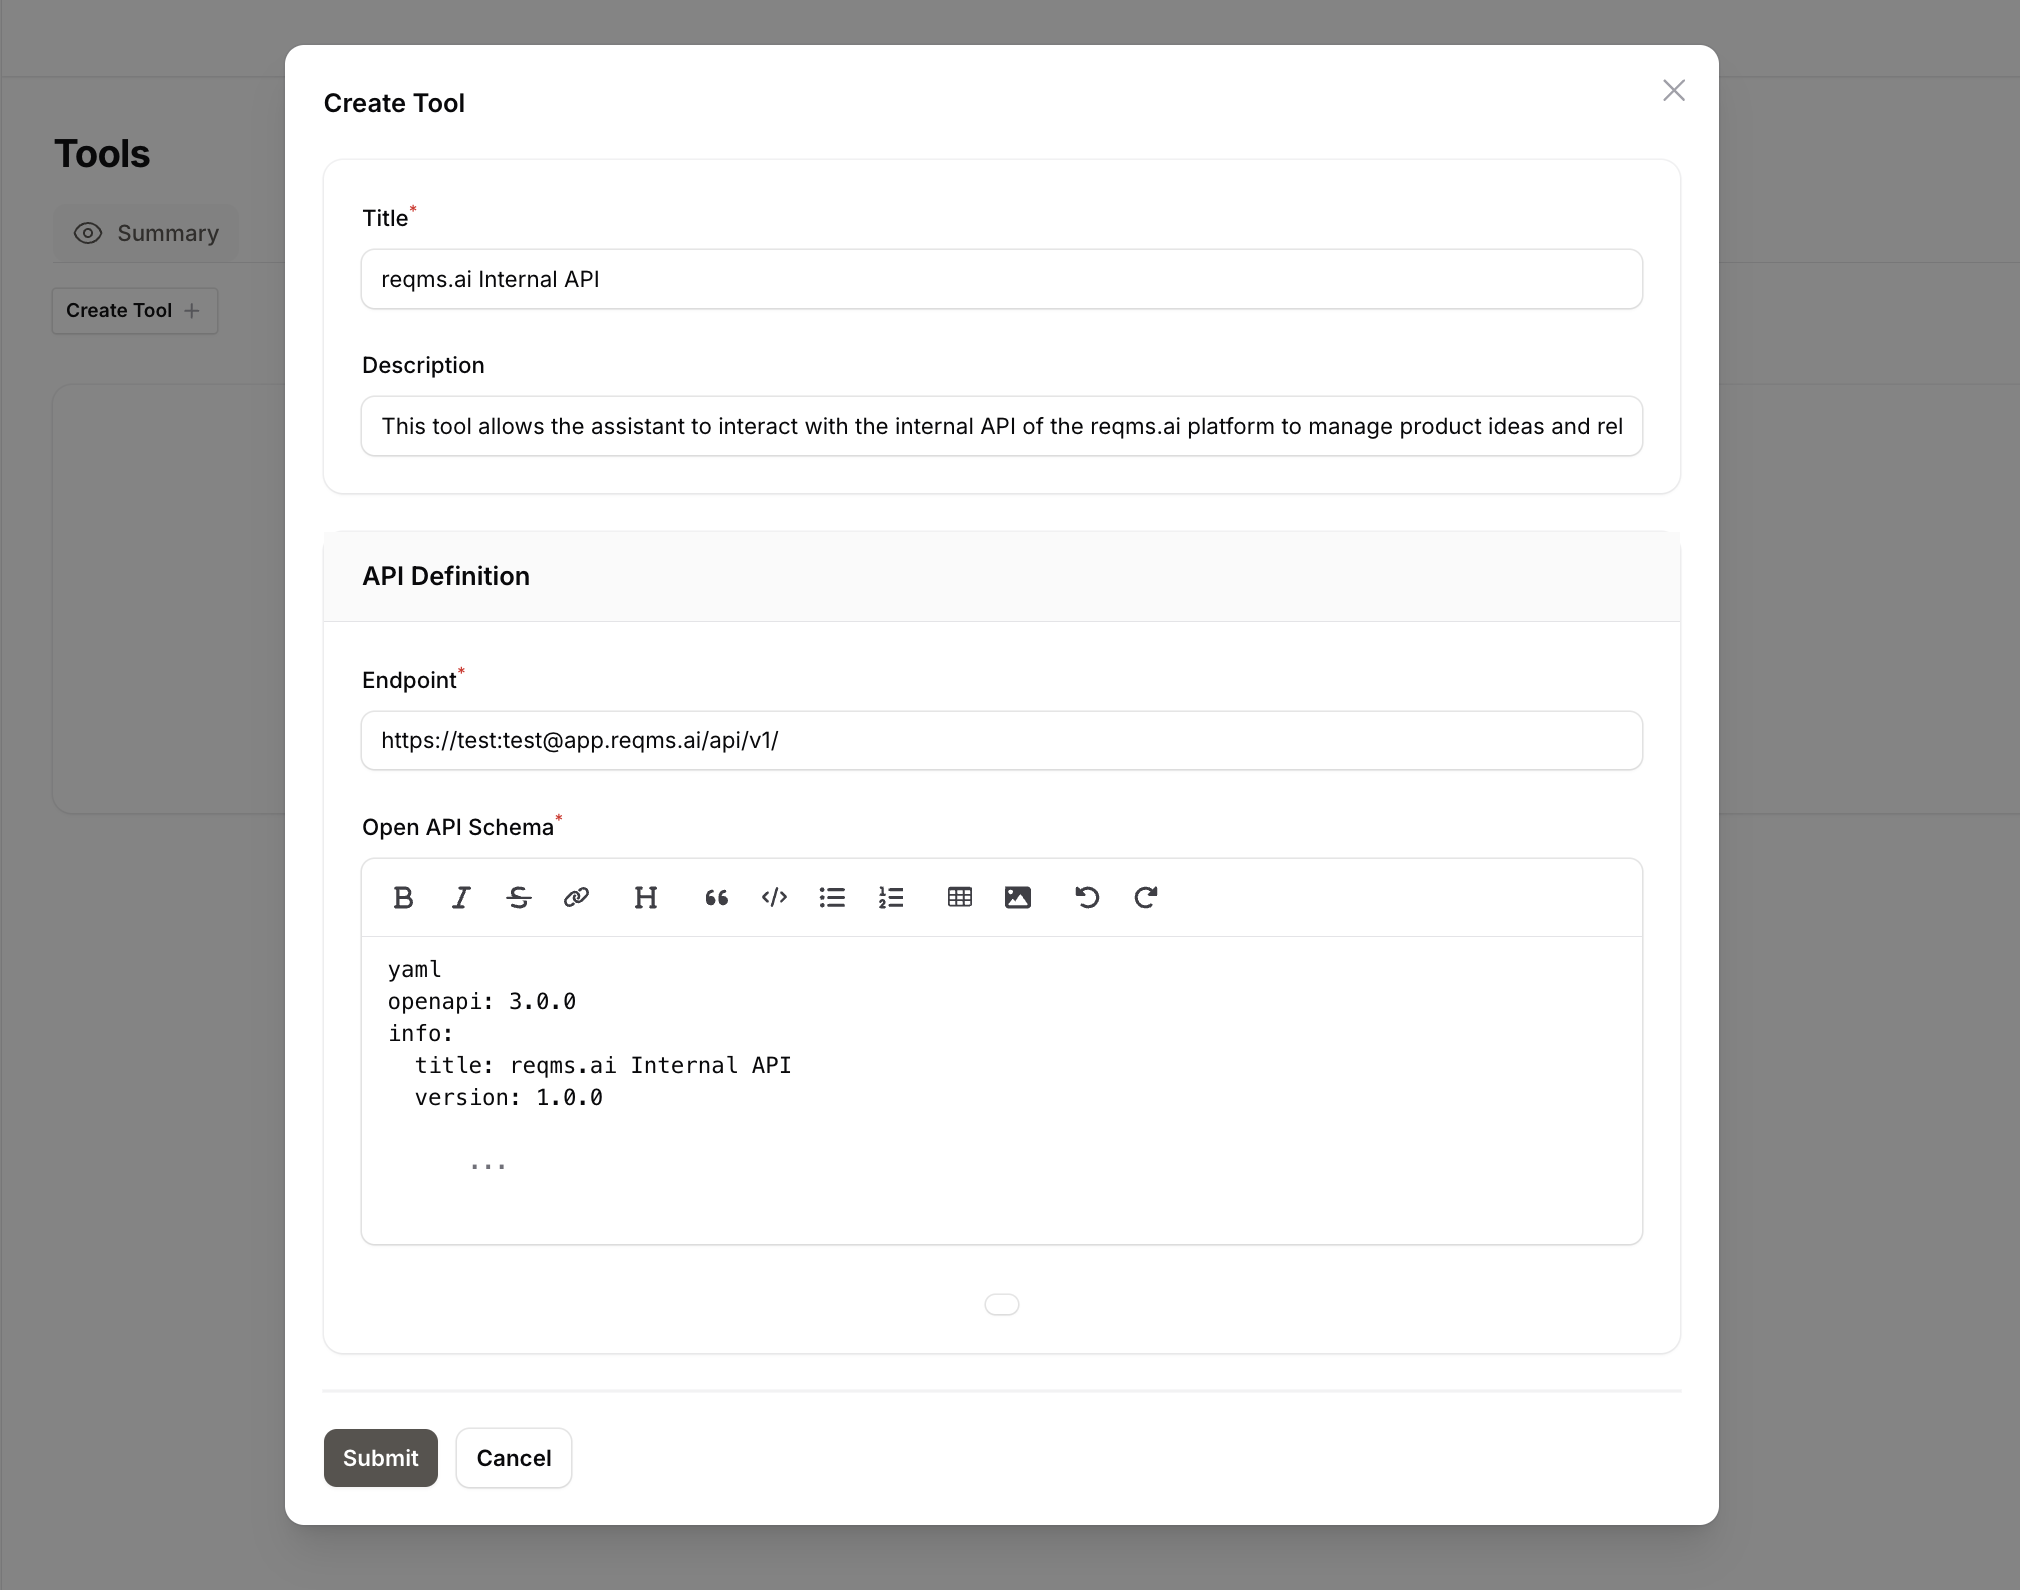 Create Tool
Tools
Summary
Create Tool
Title*
reqms.ai Internal API
Description
This tool allows the assistant to interact with the internal API of the reqms.ai platform to manage product ideas and rel
API Definition
Endpoint*
https://test:test@app.reqms.ai/api/v1/
Open API Schema*
yaml
openapi: 3.0.0
info:
  title: reqms.ai Internal API
  version: 1.0.0
...
Submit
Cancel